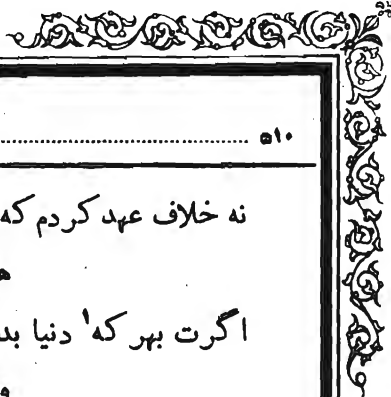 ۵۱۰ ........................................
نه خلاف عهد کردم که
اگرت بهر که۱ دنیا بد